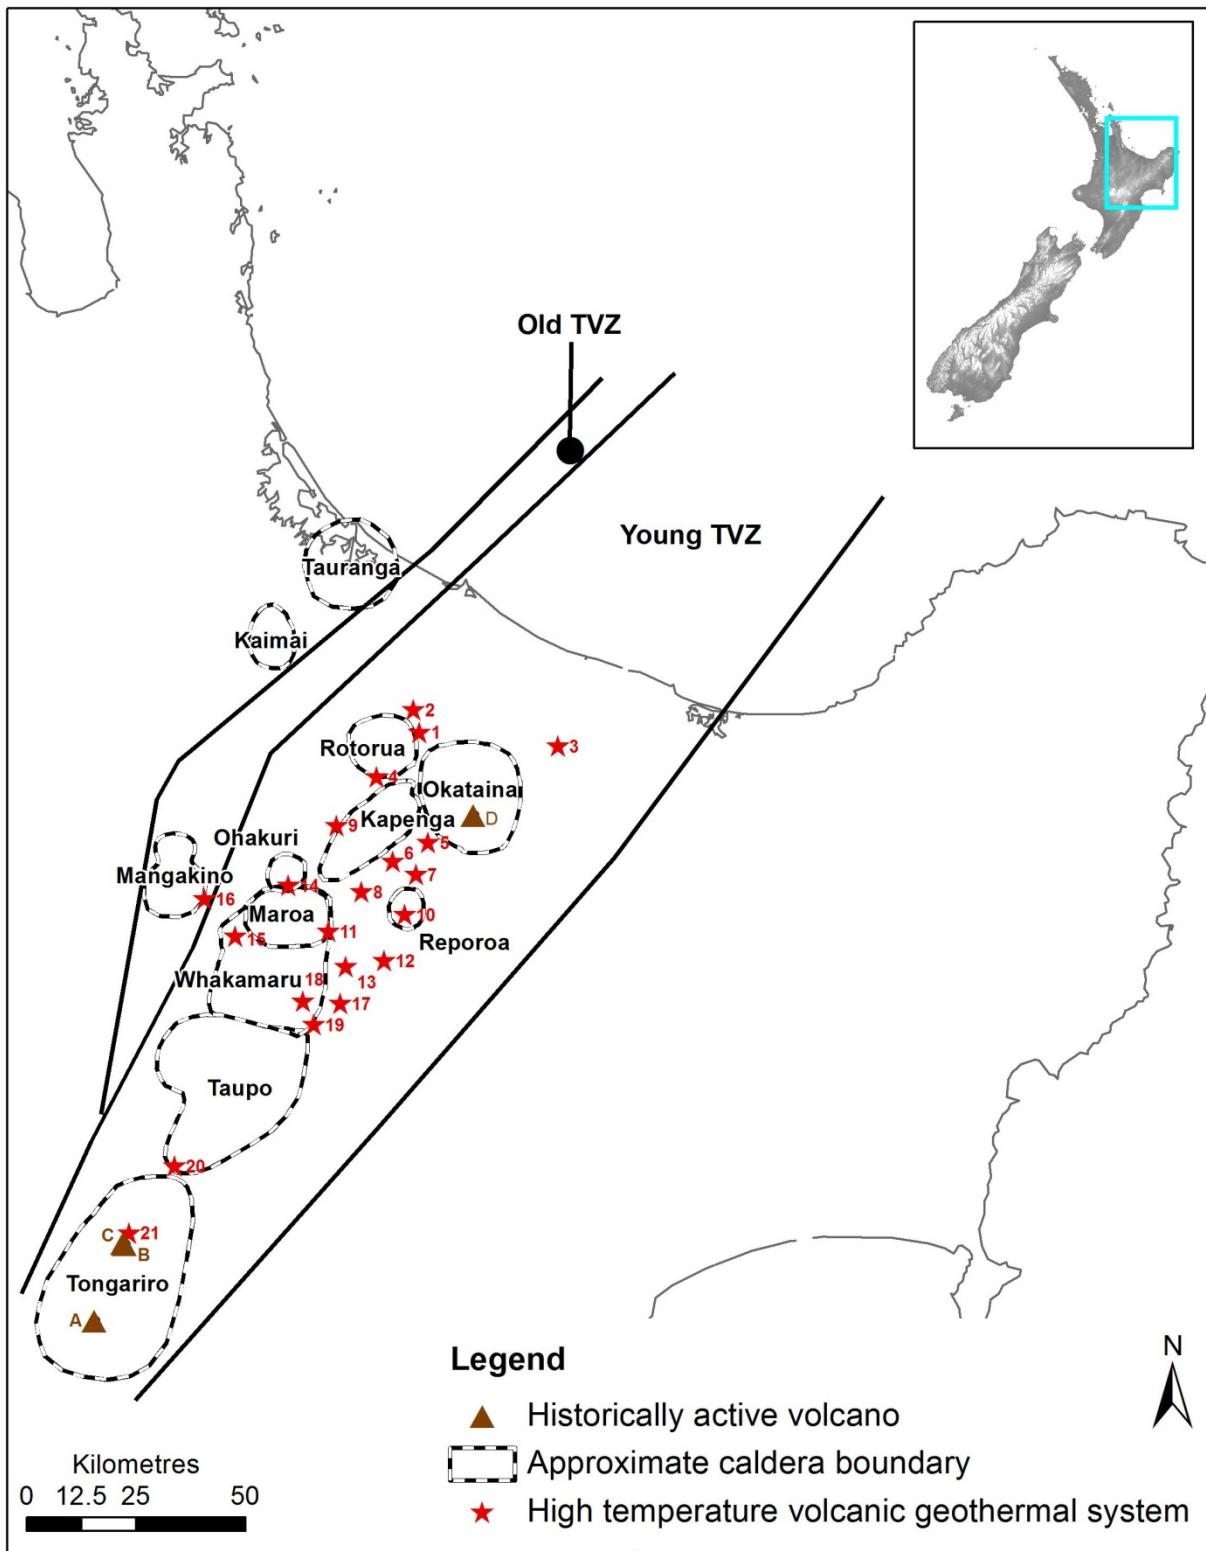 Old TVZ
Young TVZ
Tauranga
Kaimai
2
1
Rotorua
3
4
Okataina
Kapenga
D
9
Ohakuri
5
6
Mangakino
7
14
8
16
Maroa
10
11
Reporoa
15
12
Whakamaru
18
13
17
19
Taupo
20
C
21
B
Tongariro
A
N
Legend
Historically active volcano
Kilometres
Approximate caldera boundary
0 12.5 25 50
High temperature volcanic geothermal system